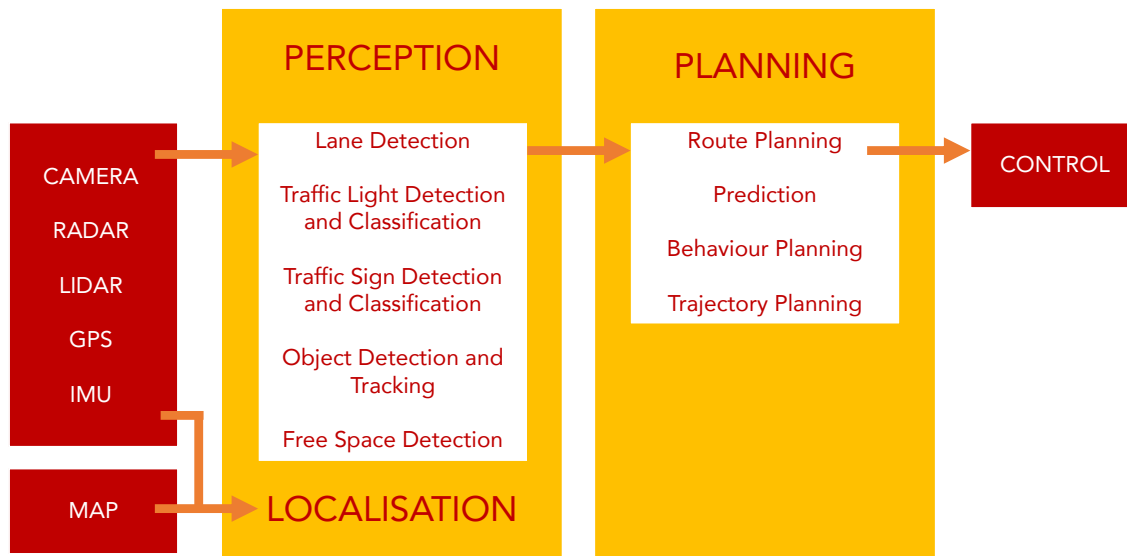 PERCEPTION
PLANNING
CAMERA
RADAR
LIDAR
GPS
IMU
MAP
Lane Detection
Traffic Light Detection
and Classification
Traffic Sign Detection
and Classification
Object Detection and
Tracking
Free Space Detection
LOCALISATION
Route Planning
Prediction
Behaviour Planning
Trajectory Planning
CONTROL